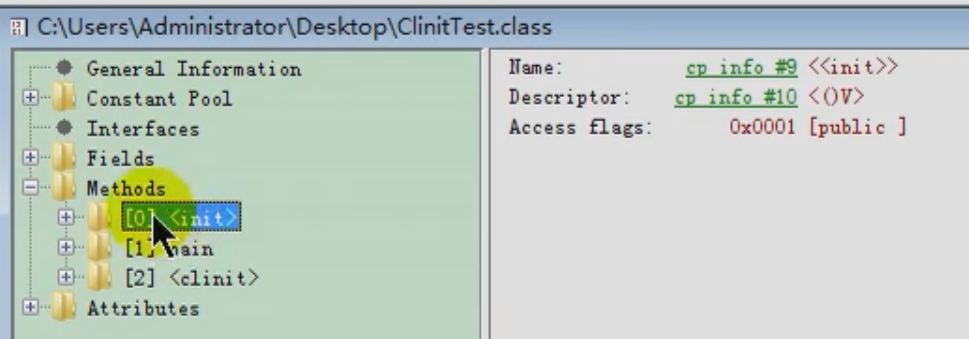 C:\Users\Administrator\Desktop\ClinitTest.class
General Information
Constant Pool
Interfaces
Fields
Methods
[0] <init>
[1] main
[2] <clinit>
Attributes
Name: cp info #9 <<init>>
Descriptor: cp info #10 <()V>
Access flags: 0x0001 [public ]